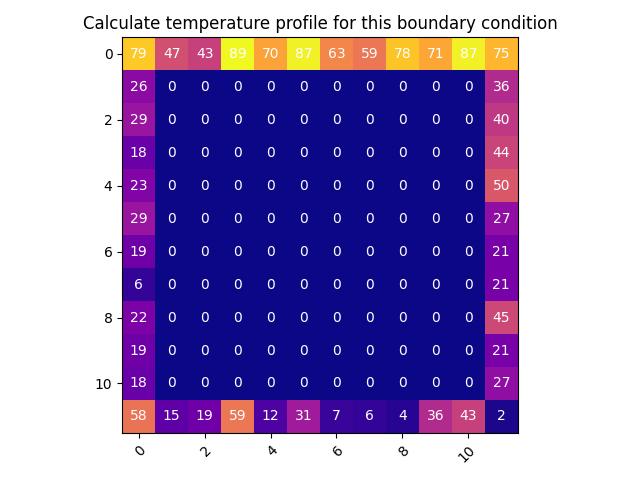 Calculate temperature profile for this boundary condition
0 79 47 43 89 70 87 63 59 78 71 87 75
26 0 0 0 0 0 0 0 0 0 0 36
2 29 0 0 0 0 0 0 0 0 0 0 40
18 0 0 0 0 0 0 0 0 0 0 44
4 23 0 0 0 0 0 0 0 0 0 0 50
29 0 0 0 0 0 0 0 0 0 0 27
6 19 0 0 0 0 0 0 0 0 0 0 21
6 0 0 0 0 0 0 0 0 0 0 21
8 22 0 0 0 0 0 0 0 0 0 0 45
19 0 0 0 0 0 0 0 0 0 0 21
10 18 0 0 0 0 0 0 0 0 0 0 27
58 15 19 59 12 31 7 6 4 36 43 2
0 2 4 6 8 10